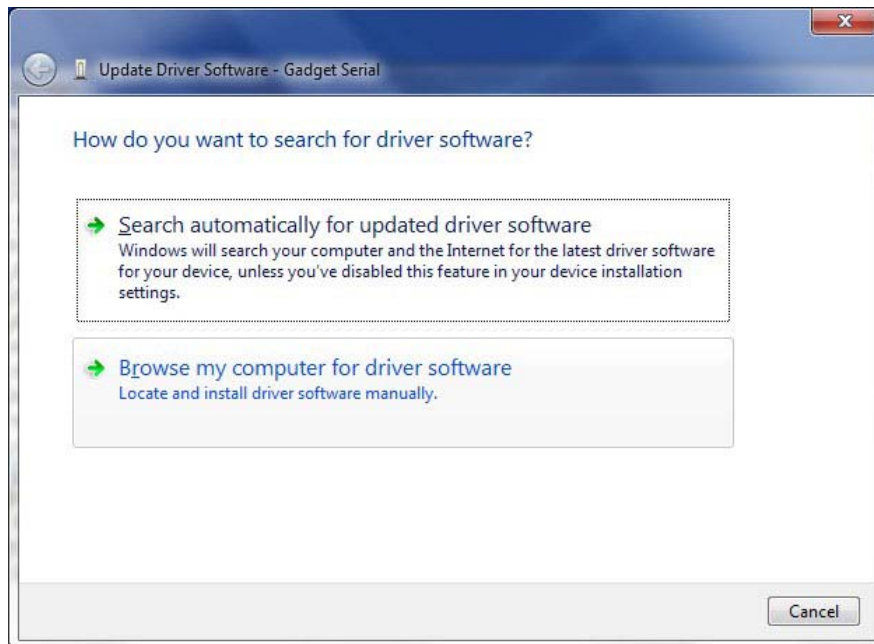 Update Driver Software - Gadget Serial
How do you want to search for driver software?
Search automatically for updated driver software
Windows will search your computer and the Internet for the latest driver software
for your device, unless you've disabled this feature in your device installation
settings.
Browse my computer for driver software
Locate and install driver software manually.
Cancel